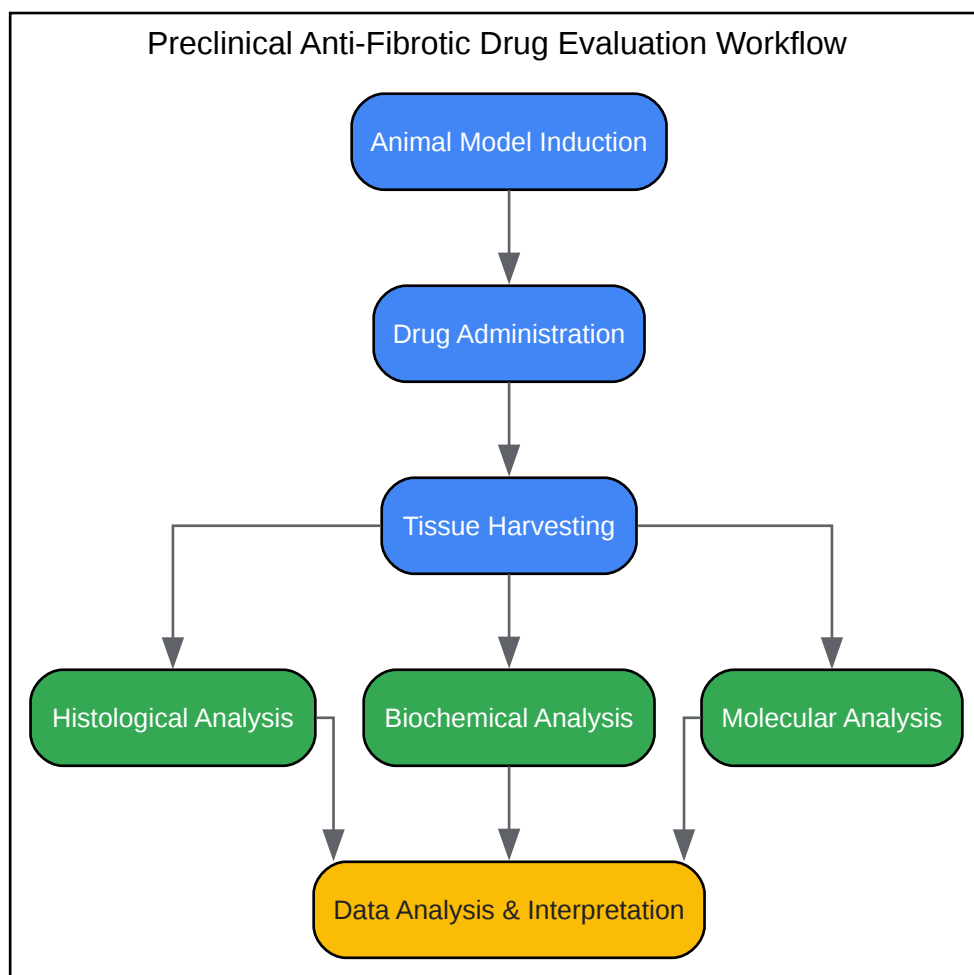 Preclinical Anti-Fibrotic Drug Evaluation Workflow
Animal Model Induction
Drug Administration
Tissue Harvesting
Histological Analysis
Biochemical Analysis
Molecular Analysis
Data Analysis & Interpretation